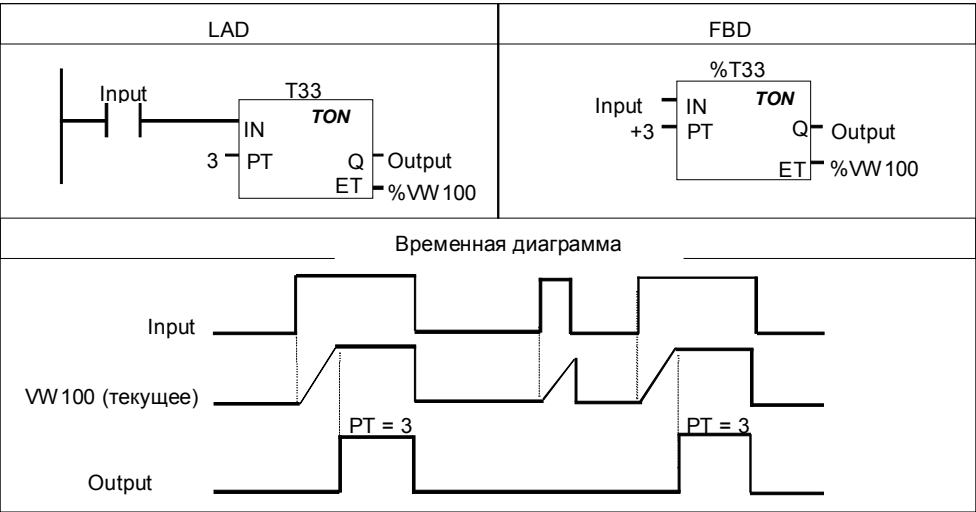 LAD
FBD
Input
T33
TON
IN
3
PT
Q
Output
ET
%VW100
%T33
TON
Input
IN
+3
PT
Q
Output
ET
%VW100
Временная диаграмма
Input
VW100 (текущее)
PT = 3
PT = 3
Output